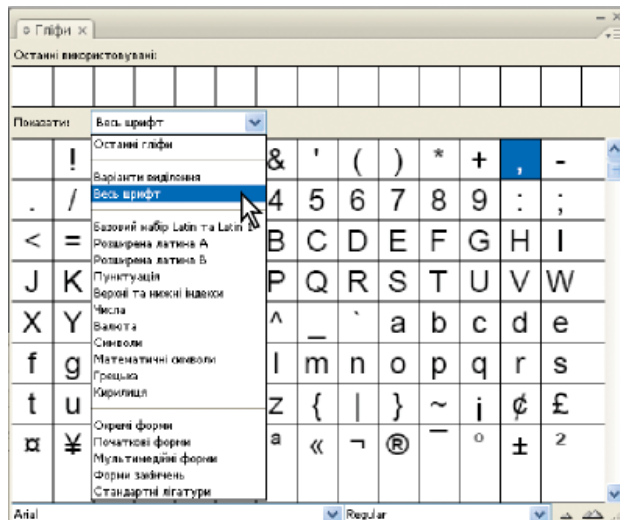 Гліфи ×
Останні використовувані:
Показати: Весь шрифт
Останні гліфи
Варіанти виділення
Весь шрифт
Базовий набір Latin та Latin 1
Розширена латина A
Розширена латина B
Пунктуація
Верхні та нижні індекси
Числа
Валюта
Символи
Математичні символи
Грецька
Кирилиця
Окремі форми
Початкові форми
Мультимедійні форми
Форми закінчень
Стандартні лігатури
! & ' ( ) * + , -
. / 4 5 6 7 8 9 : ;
< = B C D E F G H I
J K P Q R S T U V W
X Y ^ _ ` a b c d e
f g l m n o p q r s
t u z { | } ~ ¡ ¢ £
¤ ¥ ª « ¬ ® ¯ ° ± ²
Arial Regular